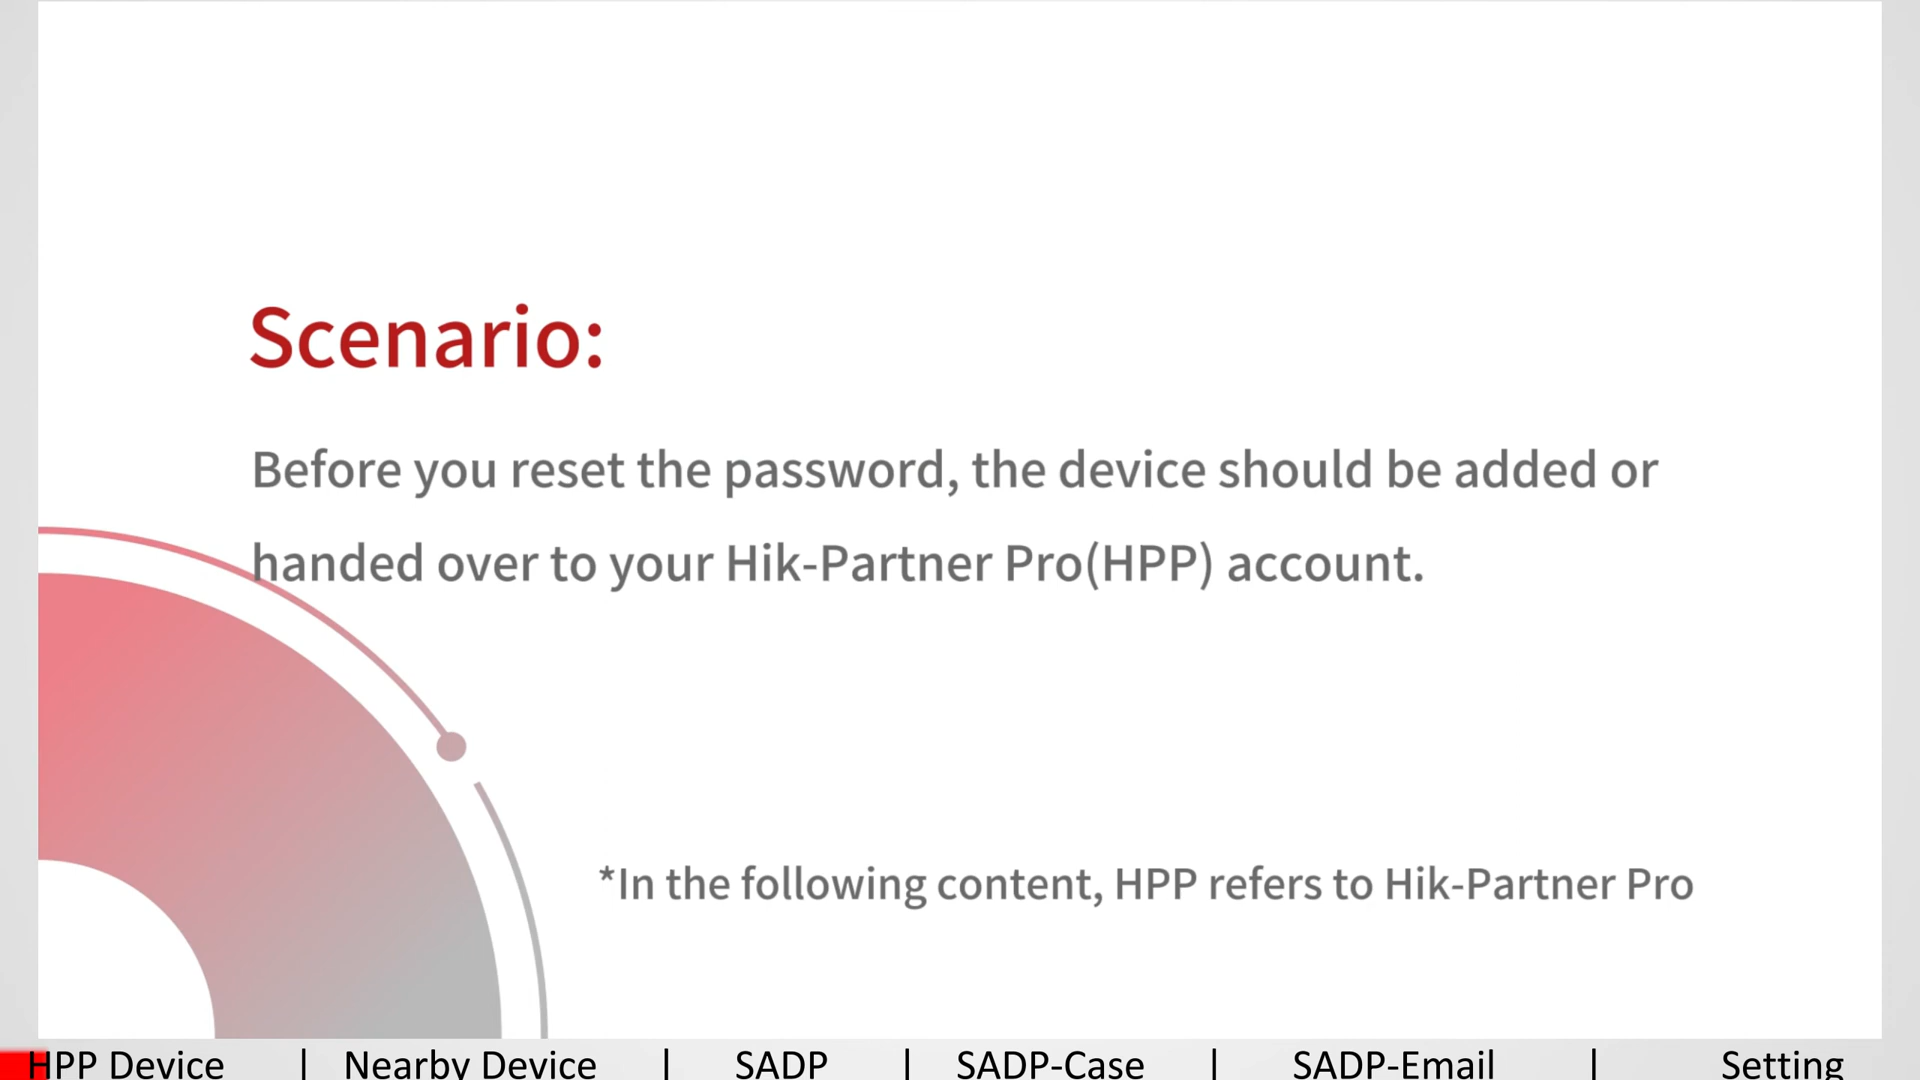 Scenario:
Before you reset the password, the device should be added or
handed over to your Hik-Partner Pro(HPP) account.
*In the following content, HPP refers to Hik-Partner Pro
HPP Device | Nearby Device | SADP | SADP-Case | SADP-Email | Setting